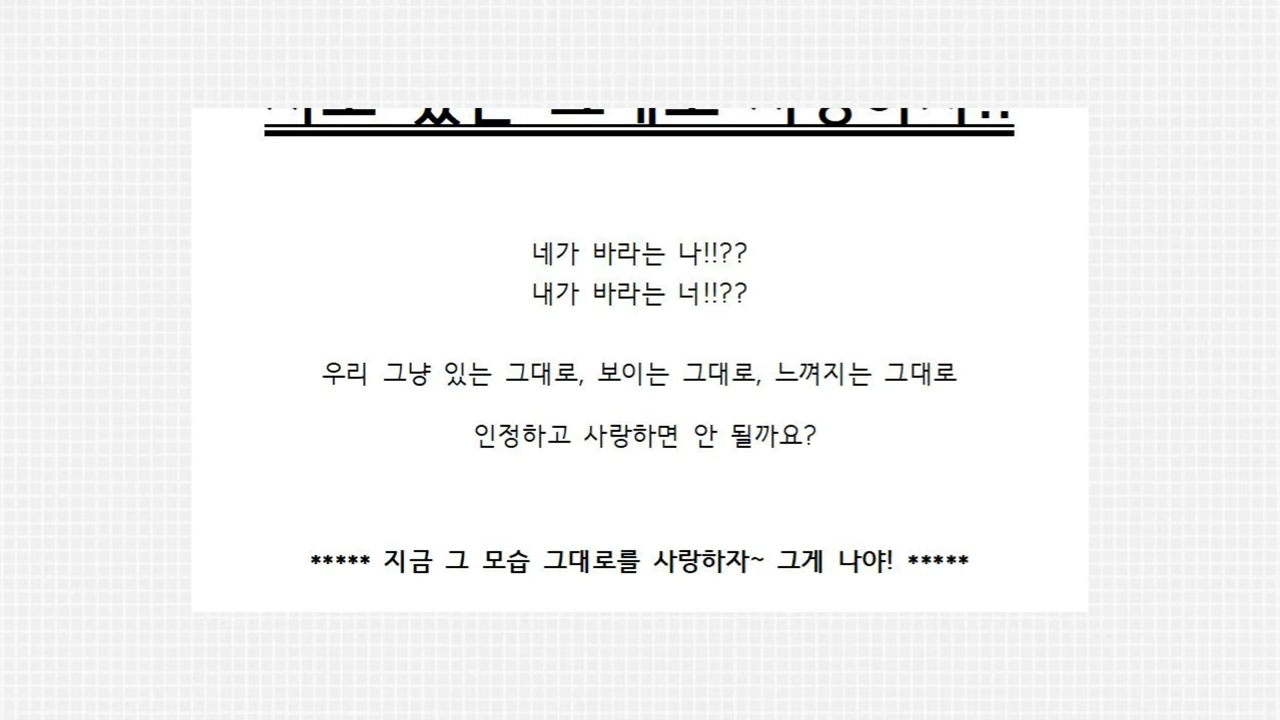 네가 바라는 나!!??
내가 바라는 너!!??
우리 그냥 있는 그대로, 보이는 그대로, 느껴지는 그대로
인정하고 사랑하면 안 될까요?
***** 지금 그 모습 그대로를 사랑하자~ 그게 나야! *****